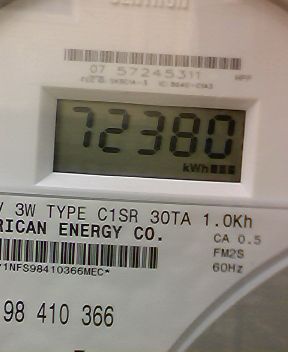 07 57245311
72380
kWh
3W TYPE C1SR 30TA 1.0Kh
RICAN ENERGY CO.
CA 0.5
FM2S
60Hz
1NFS98410366MEC*
98 410 366